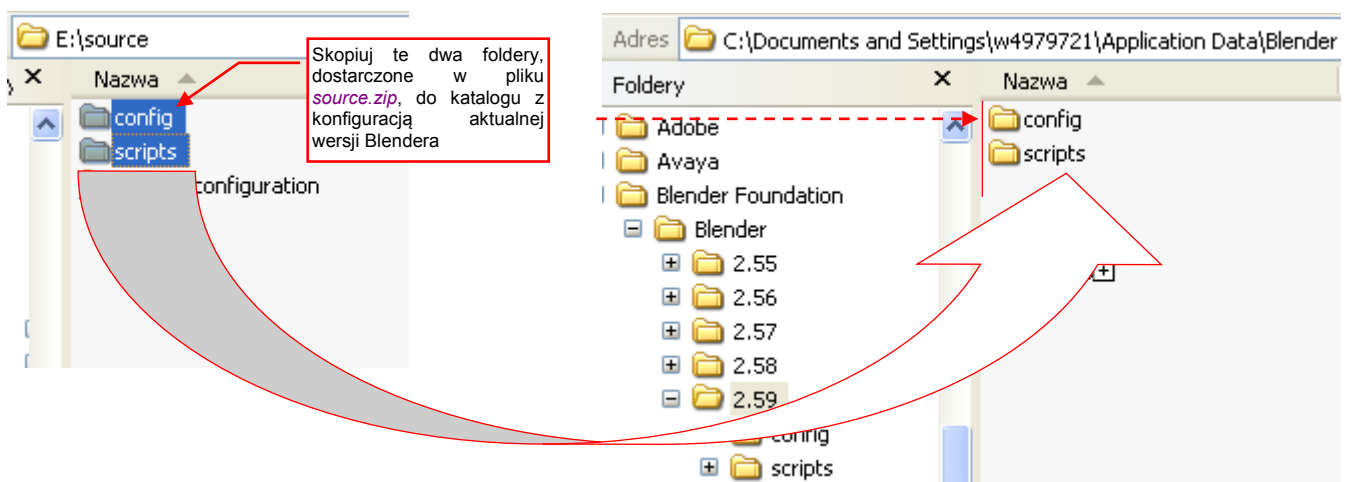 E:\source
Nazwa
config
scripts
configuration
Skopiuj te dwa foldery,
dostarczone w pliku
source.zip, do katalogu z
konfiguracją aktualnej
wersji Blendera
Adres C:\Documents and Settings\w4979721\Application Data\Blender
Foldery
Adobe
Avaya
Blender Foundation
Blender
2.55
2.56
2.57
2.58
2.59
config
scripts
Nazwa
config
scripts